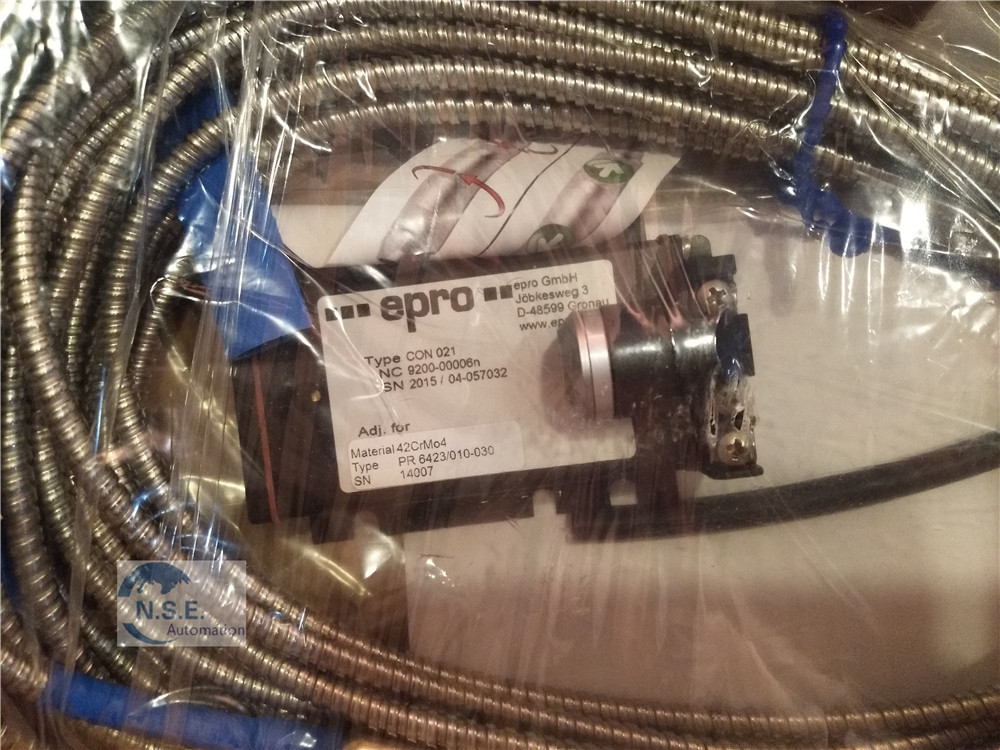 epro
epro GmbH
Jöbkesweg 3
D-48599 Gronau
Type CON 021
NC 9200-00006n
SN 2015 / 04-057032
Adj. for
Material 42CrMo4
Type PR 6423/010-030
SN 14007
N.S.E.
Automation